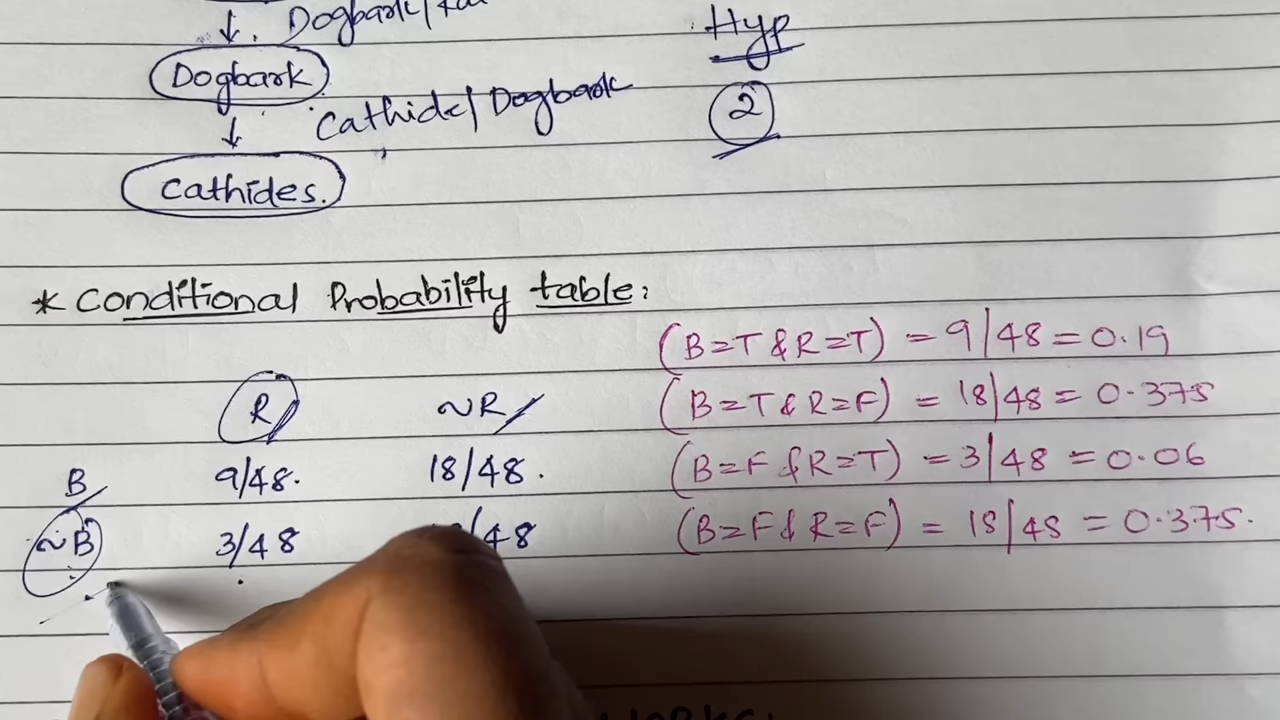 ↓. Dogbark/
Hyp
Dogbark
Cathide/Dogbark
2
↓
Cathides.
* Conditional Probability table:
(B=T & R=T) = 9/48 = 0.19
R ~R
(B=T & R=F) = 18/48 = 0.375
B 9/48. 18/48.
(B=F & R=T) = 3/48 = 0.06
~B 3/48 /48
(B=F & R=F) = 18/48 = 0.375.